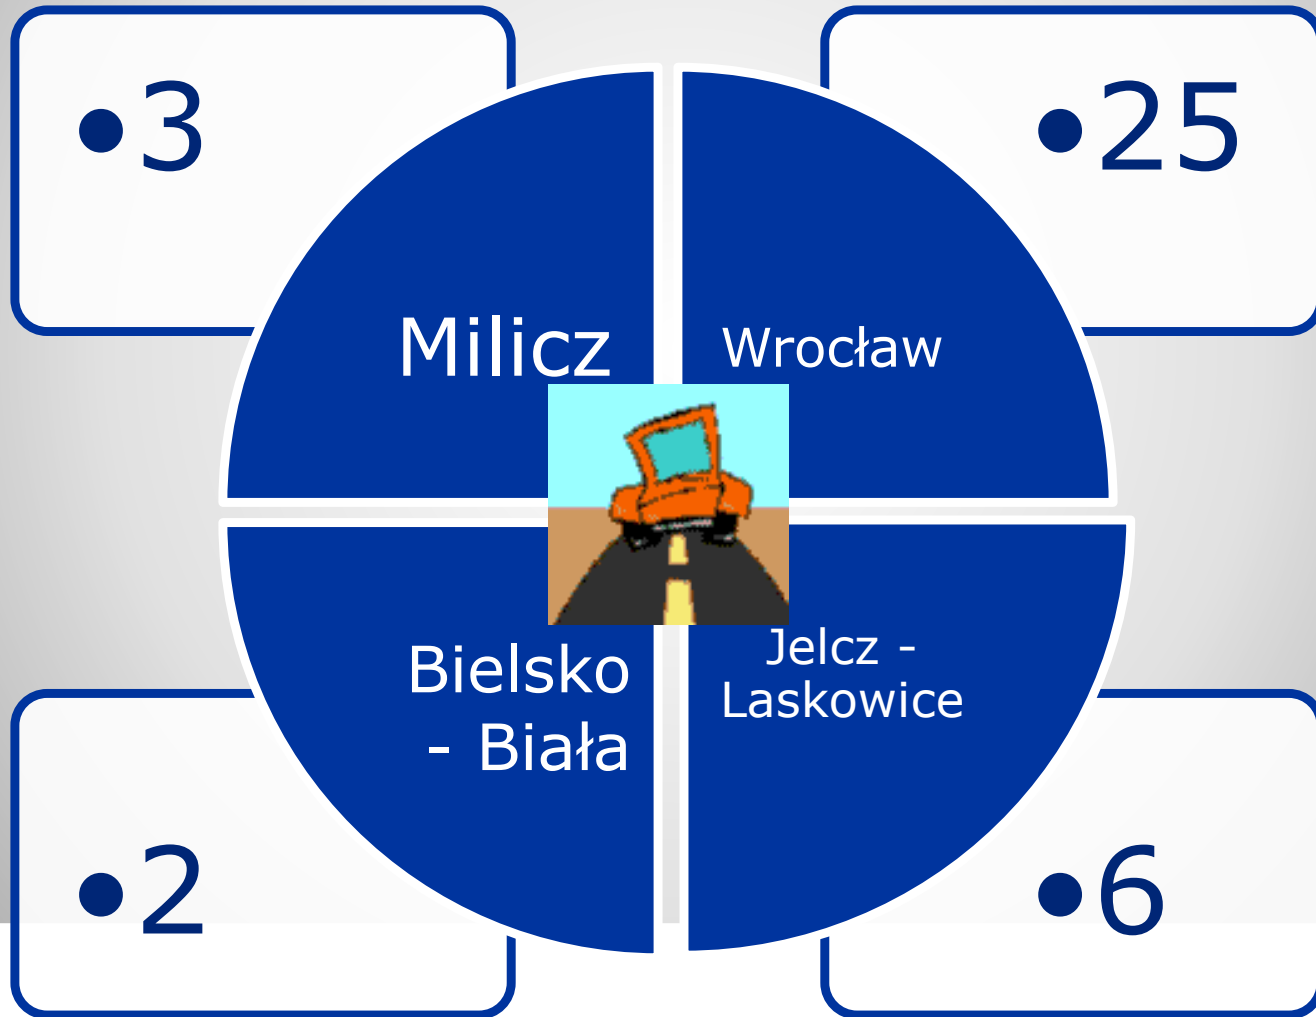 •3
•25
Milicz
Wrocław
Bielsko
- Biała
Jelcz -
Laskowice
•2
•6